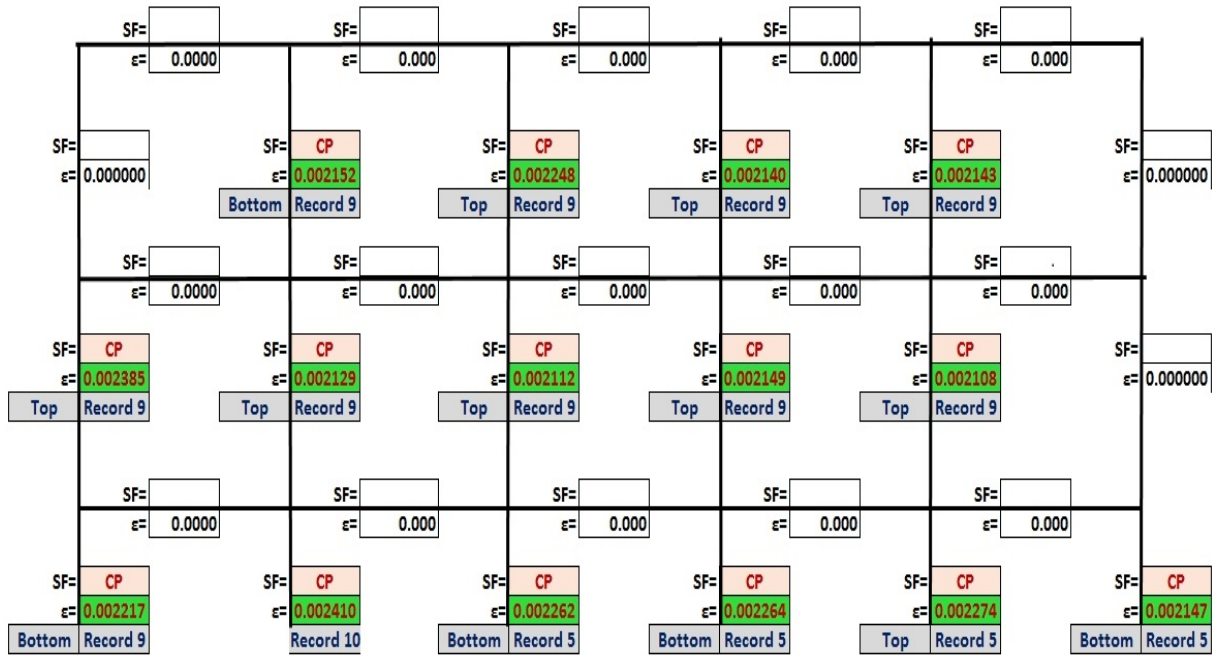 SF= SF= SF= SF= SF=
ε= 0.0000 ε= 0.000 ε= 0.000 ε= 0.000 ε= 0.000
SF= SF= CP SF= CP SF= CP SF= CP SF=
ε= 0.000000 ε= 0.002152 ε= 0.002248 ε= 0.002140 ε= 0.002143 ε= 0.000000
Bottom Record 9 Top Record 9 Top Record 9 Top Record 9
SF= SF= SF= SF= SF=
ε= 0.0000 ε= 0.000 ε= 0.000 ε= 0.000 ε= 0.000
SF= CP SF= CP SF= CP SF= CP SF= CP SF=
ε= 0.002385 ε= 0.002129 ε= 0.002112 ε= 0.002149 ε= 0.002108 ε= 0.000000
Top Record 9 Top Record 9 Top Record 9 Top Record 9 Top Record 9
SF= SF= SF= SF= SF=
ε= 0.0000 ε= 0.000 ε= 0.000 ε= 0.000 ε= 0.000
SF= CP SF= CP SF= CP SF= CP SF= CP SF= CP
ε= 0.002217 ε= 0.002410 ε= 0.002262 ε= 0.002264 ε= 0.002274 ε= 0.002147
Bottom Record 9 Record 10 Bottom Record 5 Bottom Record 5 Top Record 5 Bottom Record 5